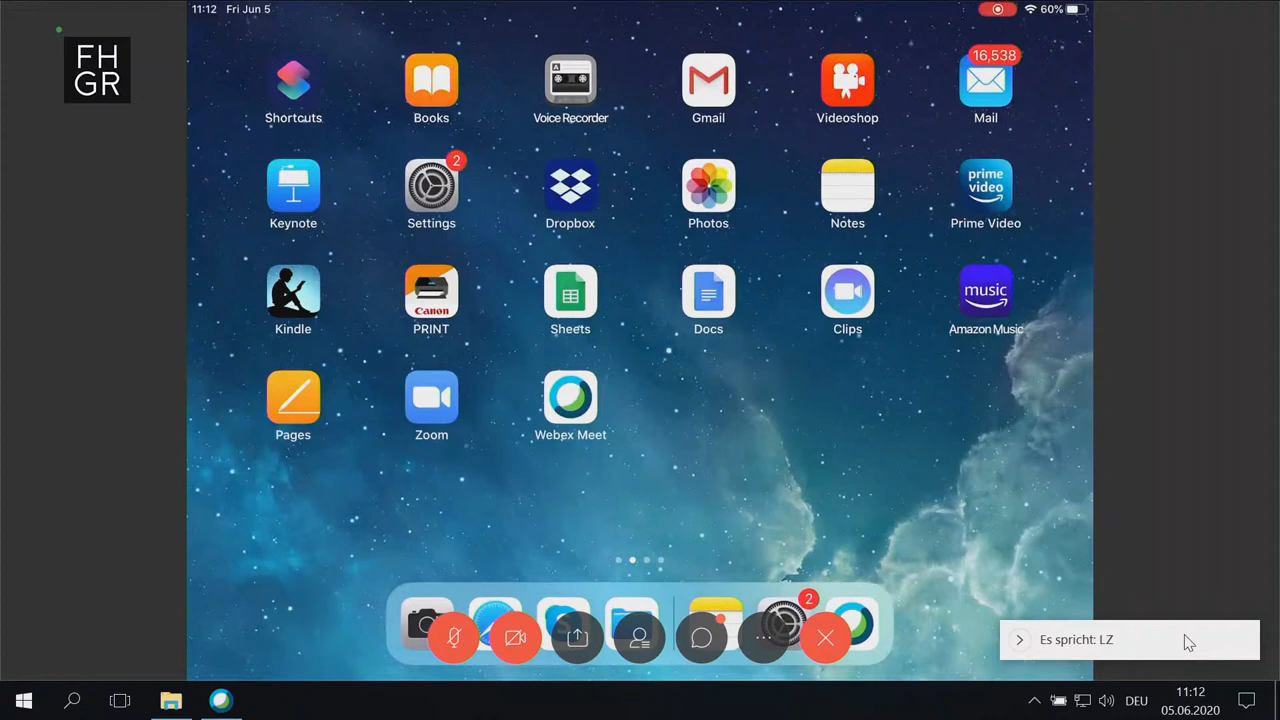 11:12 Fri Jun 5
60%
FH
GR
16,538
Shortcuts
Books
Voice Recorder
Gmail
Videoshop
Mail
2
Keynote
Settings
Dropbox
Photos
Notes
prime
video
Prime Video
Canon
music
Kindle
PRINT
Sheets
Docs
Clips
Amazon Music
Pages
Zoom
Webex Meet
2
Es spricht: LZ
DEU
11:12
05.06.2020